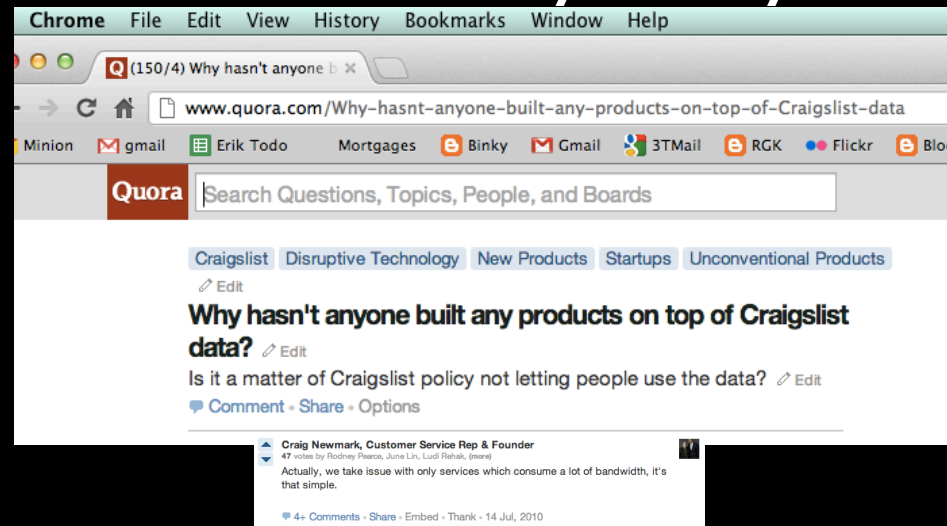 Chrome File Edit View History Bookmarks Window Help
Q (150/4) Why hasn't anyone b
www.quora.com/Why-hasnt-anyone-built-any-products-on-top-of-Craigslist-data
Minion gmail Erik Todo Mortgages Binky Gmail 3TMail RGK Flickr Blo
Quora Search Questions, Topics, People, and Boards
Craigslist Disruptive Technology New Products Startups Unconventional Products
Edit
Why hasn't anyone built any products on top of Craigslist
data? Edit
Is it a matter of Craigslist policy not letting people use the data? Edit
Comment • Share • Options
Craig Newmark, Customer Service Rep & Founder
47 votes by Rodney Pearce, June Lin, Ludi Rehak, (more)
Actually, we take issue with only services which consume a lot of bandwidth, it's
that simple.
4+ Comments • Share • Embed • Thank • 14 Jul, 2010